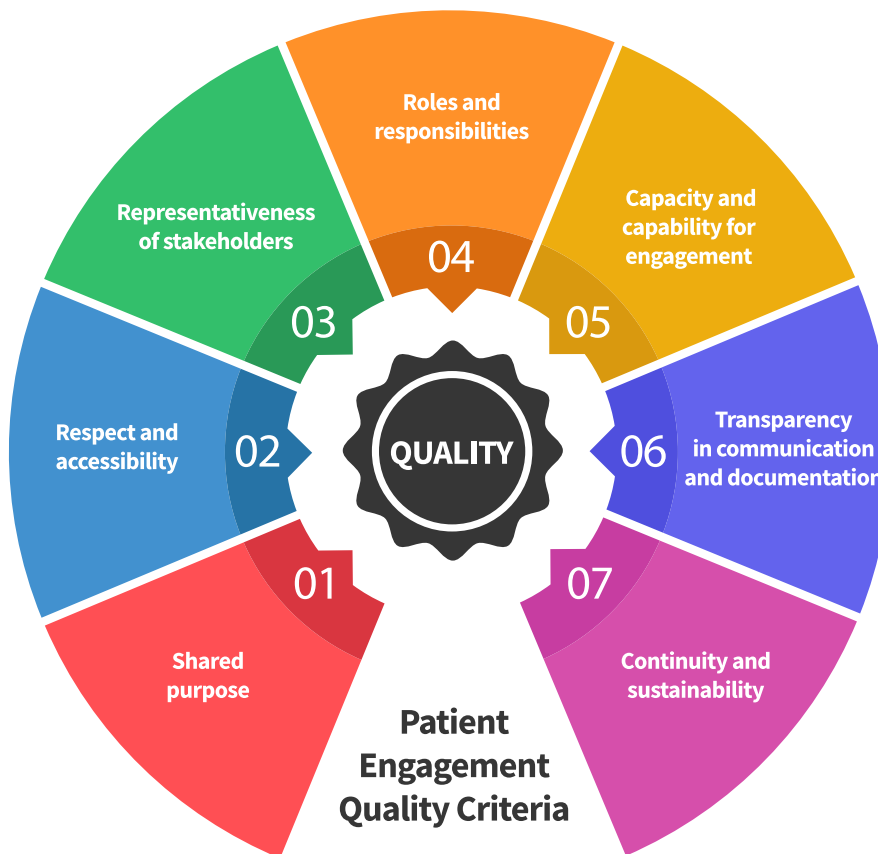 01
Shared
purpose
02
Respect and
accessibility
03
Representativeness
of stakeholders
04
Roles and
responsibilities
05
Capacity and
capability for
engagement
06
Transparency
in communication
and documentation
07
Continuity and
sustainability
QUALITY
Patient
Engagement
Quality Criteria